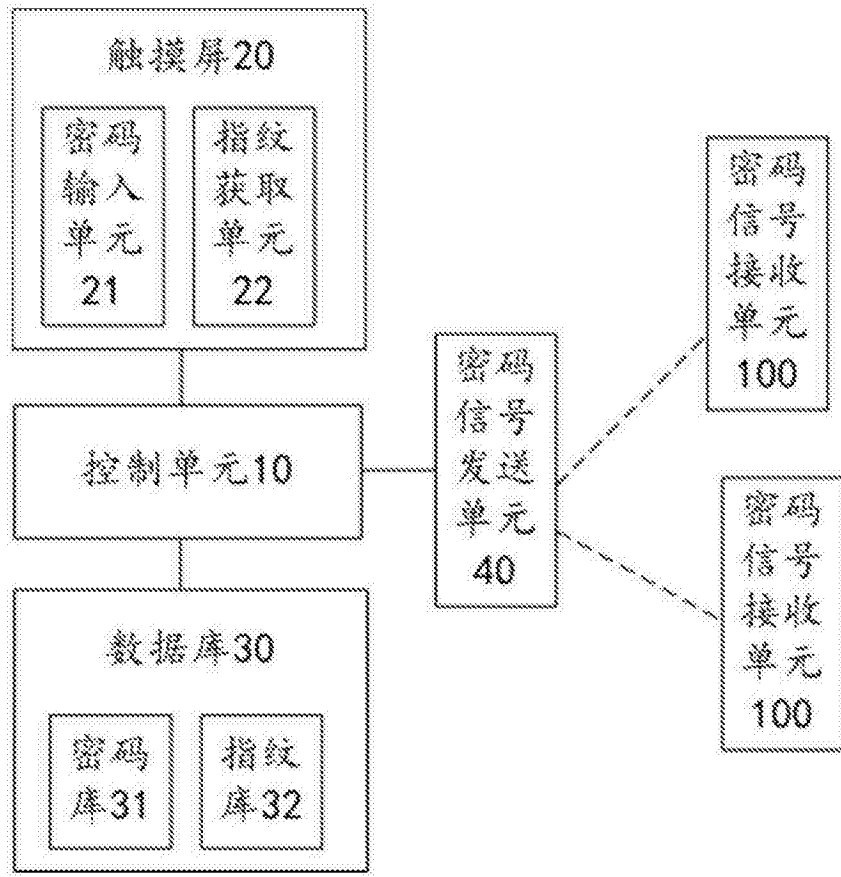 触摸屏20
密码
输入
单元
21
指纹
获取
单元
22
控制单元10
数据库30
密码
库31
指纹
库32
密码
信号
发送
单元
40
密码
信号
接收
单元
100
密码
信号
接收
单元
100